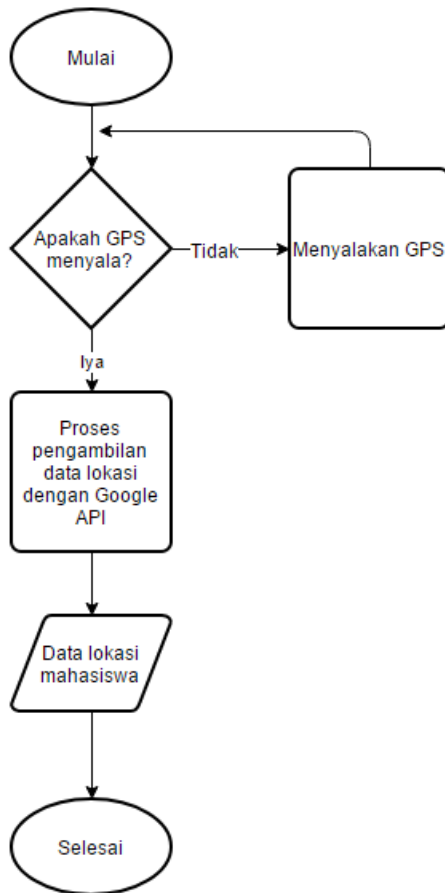 Mulai
Apakah GPS
menyala?
Tidak
Menyalakan GPS
Iya
Proses
pengambilan
data lokasi
dengan Google
API
Data lokasi
mahasiswa
Selesai